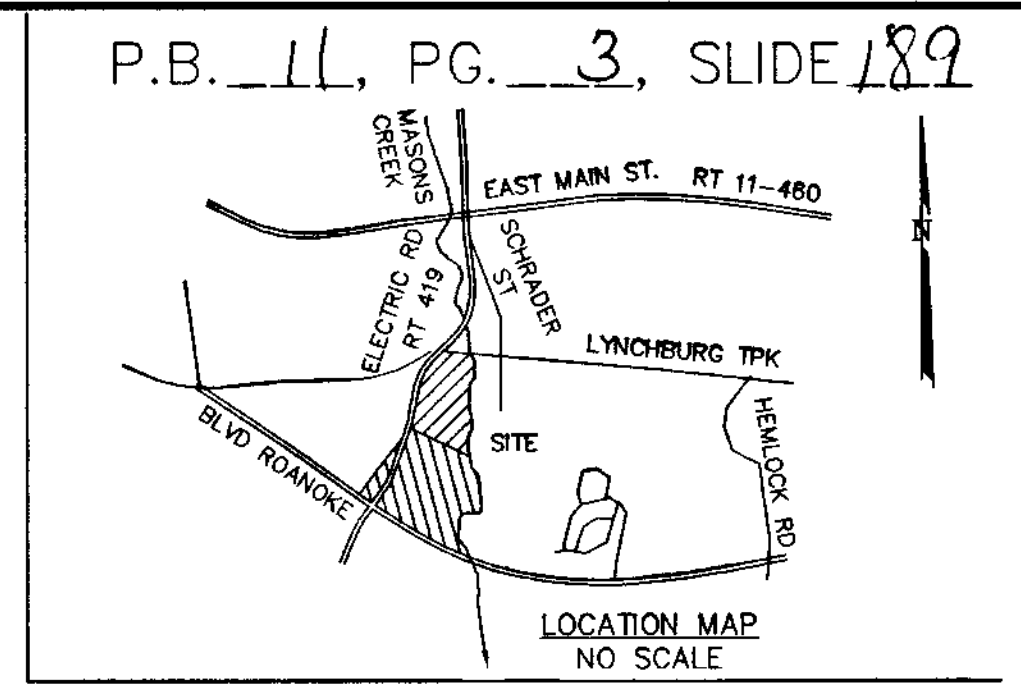 P.B. 11, PG. 3, SLIDE 189
MASONS
CREEK
EAST MAIN ST. RT 11-460
N
ELECTRIC RD
RT 419
SCHRADER
ST
LYNCHBURG TPK
BLVD ROANOKE
SITE
HEMLOCK RD
LOCATION MAP
NO SCALE